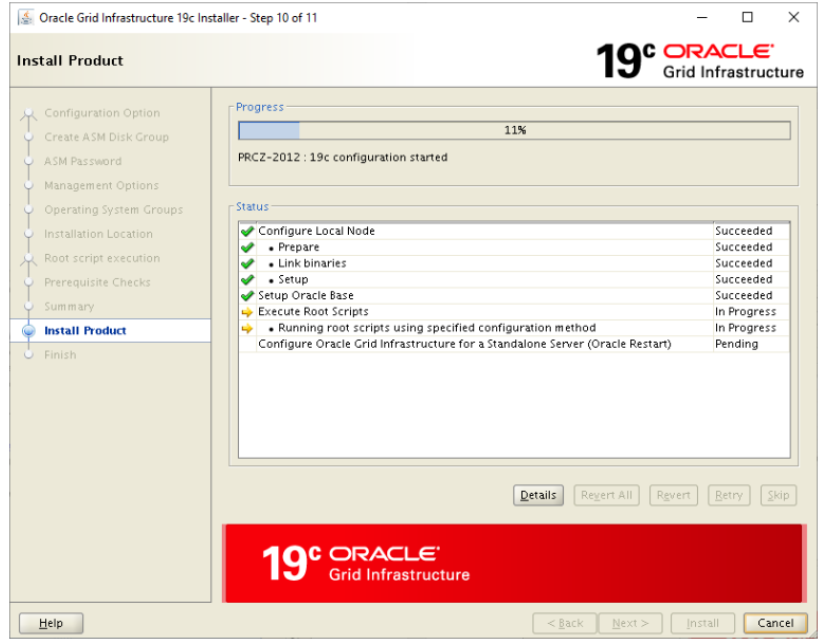 Oracle Grid Infrastructure 19c Installer - Step 10 of 11
Install Product
19c ORACLE
Grid Infrastructure
Configuration Option
Create ASM Disk Group
ASM Password
Management Options
Operating System Groups
Installation Location
Root script execution
Prerequisite Checks
Summary
Install Product
Finish
Progress
11%
PRCZ-2012 : 19c configuration started
Status
Configure Local Node Succeeded
• Prepare Succeeded
• Link binaries Succeeded
• Setup Succeeded
Setup Oracle Base Succeeded
Execute Root Scripts In Progress
• Running root scripts using specified configuration method In Progress
Configure Oracle Grid Infrastructure for a Standalone Server (Oracle Restart) Pending
Details Revert All Revert Retry Skip
19c ORACLE
Grid Infrastructure
Help < Back Next > Install Cancel